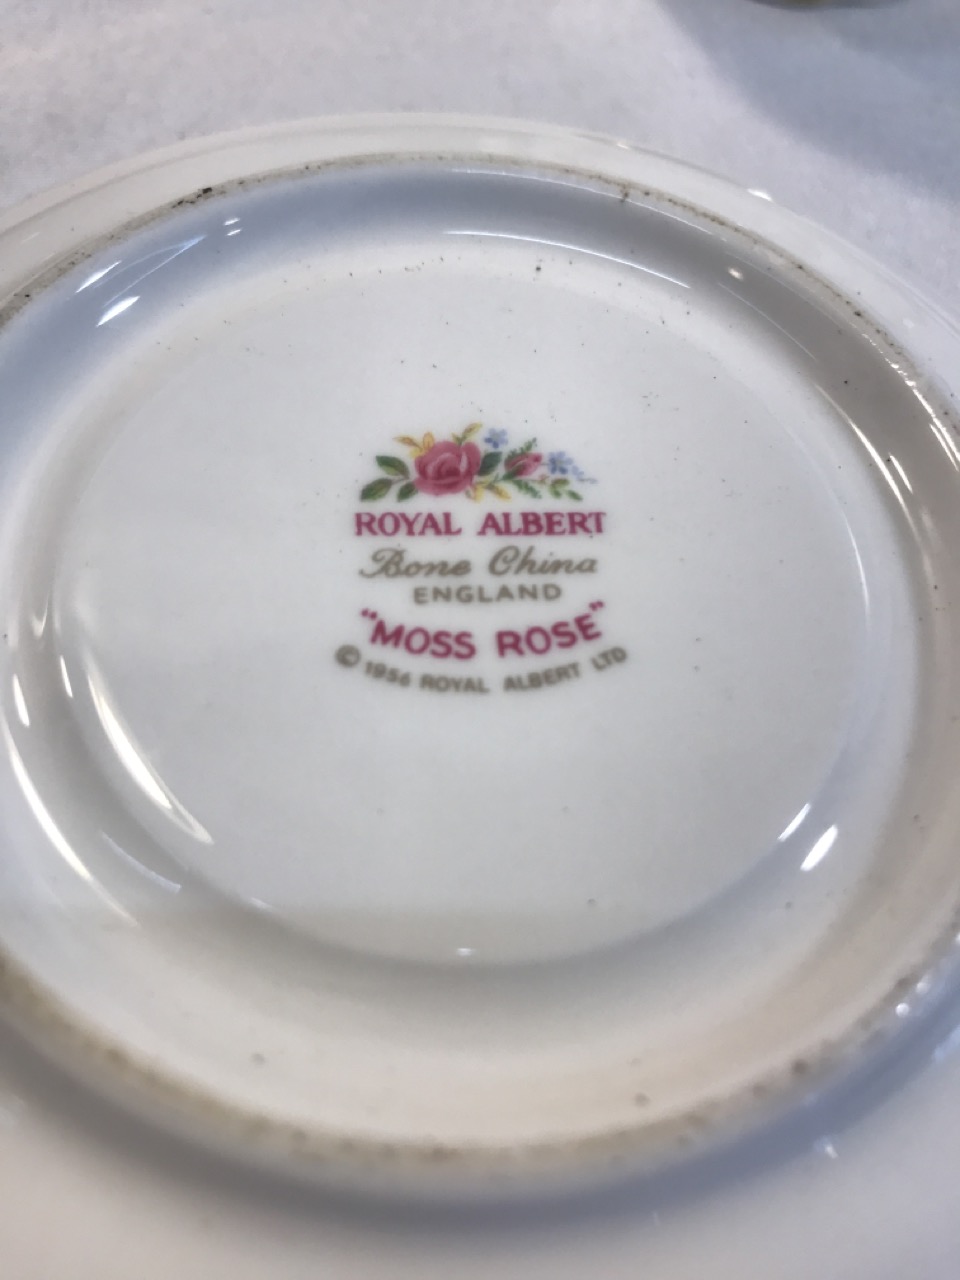 ROYAL ALBERT
Bone China
ENGLAND
"MOSS ROSE"
© 1956 ROYAL ALBERT LTD